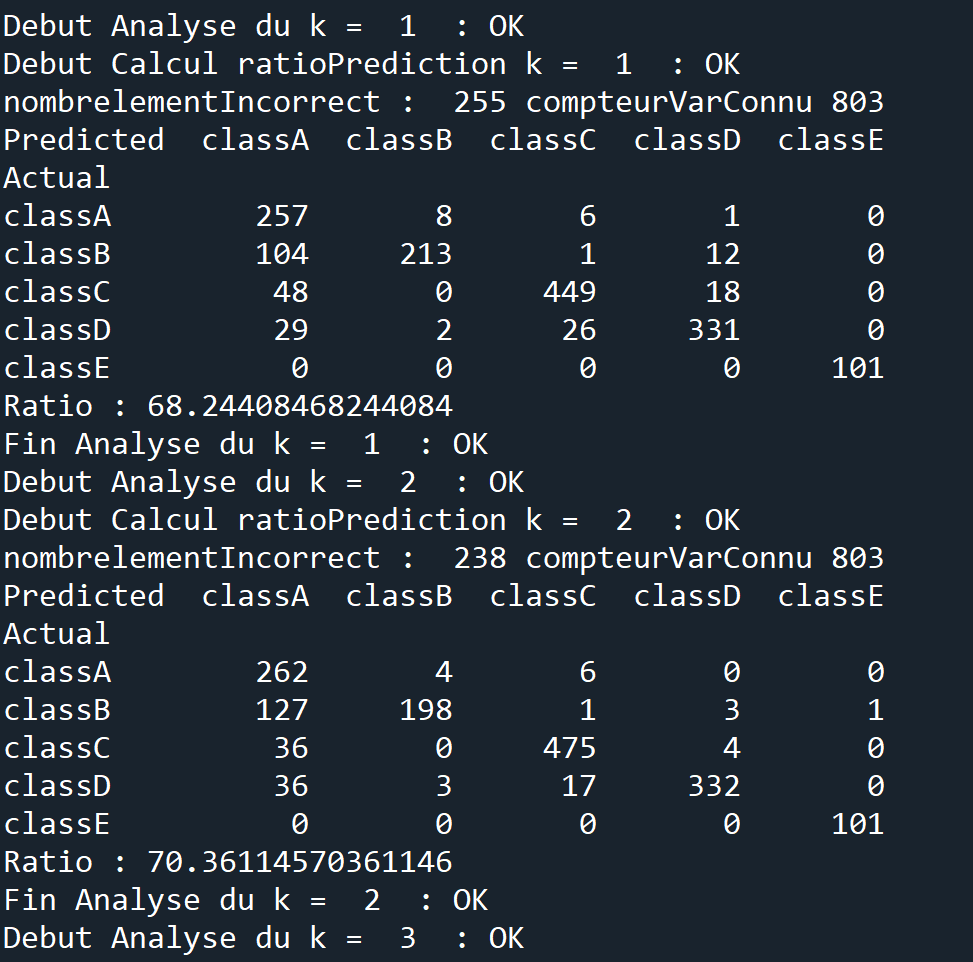 Debut Analyse du k =  1  : OK
Debut Calcul ratioPrediction k =  1  : OK
nombrelementIncorrect :  255 compteurVarConnu 803
Predicted  classA  classB  classC  classD  classE
Actual
classA        257       8       6       1       0
classB        104     213       1      12       0
classC         48       0     449      18       0
classD         29       2      26     331       0
classE          0       0       0       0     101
Ratio : 68.24408468244084
Fin Analyse du k =  1  : OK
Debut Analyse du k =  2  : OK
Debut Calcul ratioPrediction k =  2  : OK
nombrelementIncorrect :  238 compteurVarConnu 803
Predicted  classA  classB  classC  classD  classE
Actual
classA        262       4       6       0       0
classB        127     198       1       3       1
classC         36       0     475       4       0
classD         36       3      17     332       0
classE          0       0       0       0     101
Ratio : 70.36114570361146
Fin Analyse du k =  2  : OK
Debut Analyse du k =  3  : OK